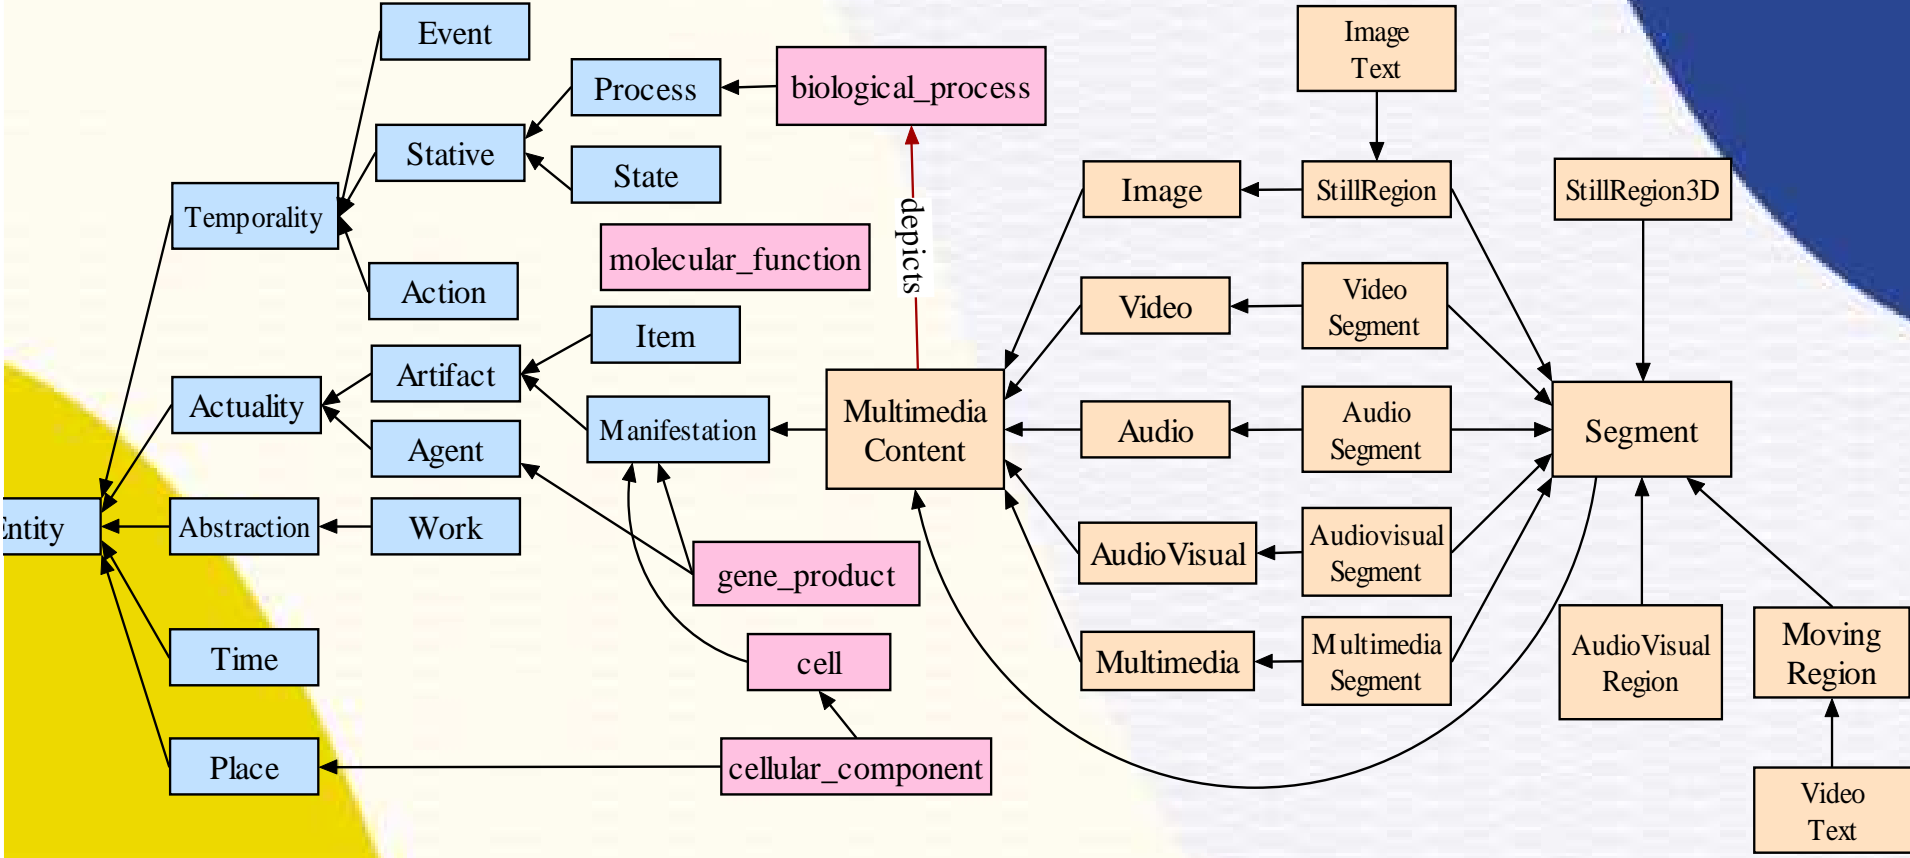 Event
Process
biological_process
Image
Text
Stative
State
Temporality
Image
StillRegion
StillRegion3D
depicts
molecular_function
Action
Video
Video
Segment
Item
Artifact
Actuality
Manifestation
Multimedia
Content
Audio
Audio
Segment
Segment
Agent
Entity
Abstraction
Work
AudioVisual
Audiovisual
Segment
gene_product
Time
cell
Multimedia
Multimedia
Segment
AudioVisual
Region
Moving
Region
Place
cellular_component
Video
Text